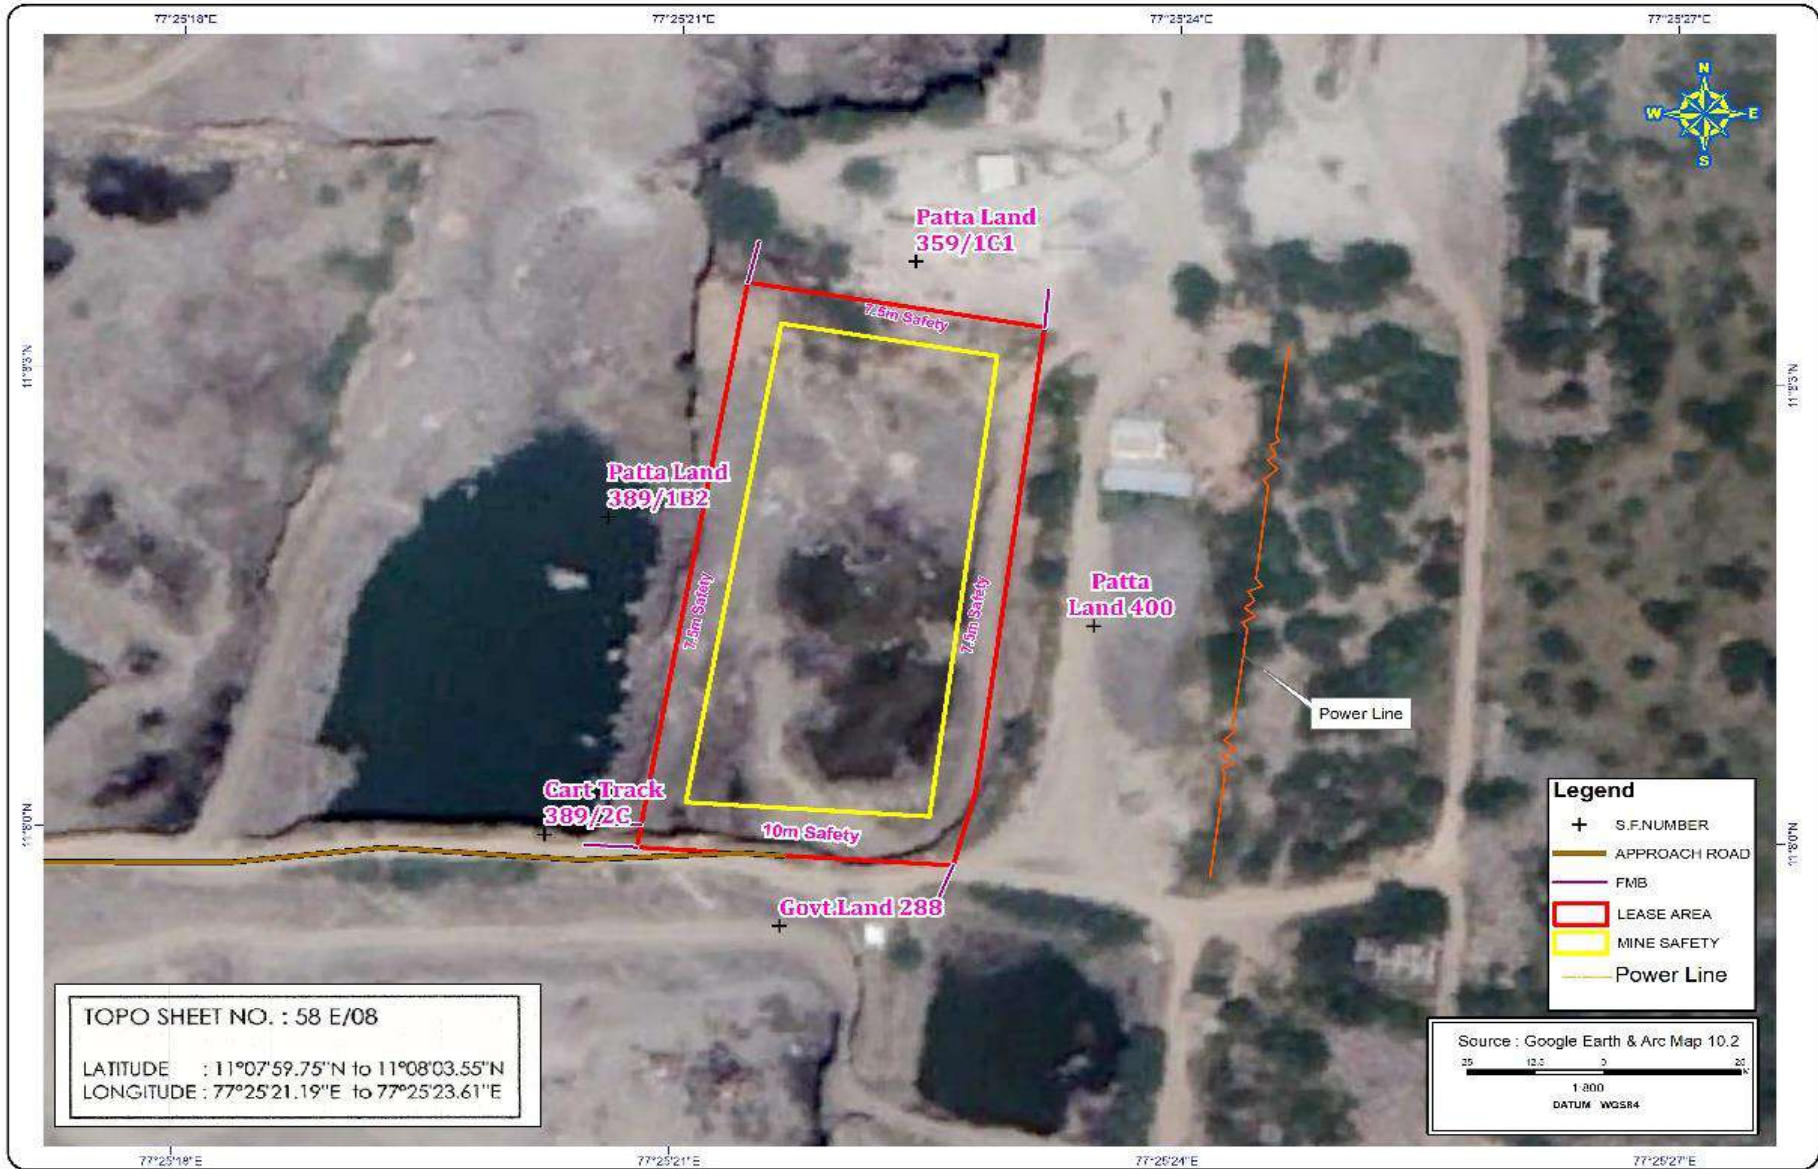 77°25'18"E 77°25'21"E 77°25'24"E 77°25'27"E
N
W E
S
Patta Land
359/1C1
7.5m Safety
11°8'3"N 11°8'3"N
Patta Land
389/1B2
Patta
Land 400
7.5m Safety 7.5m Safety
Power Line
Cart Track
389/2C
10m Safety
11°8'0"N 11°8'0"N
Govt.Land 288
Legend
S.F.NUMBER
APPROACH ROAD
FMB
LEASE AREA
MINE SAFETY
Power Line
TOPO SHEET NO. : 58 E/08
LATITUDE : 11°07'59.75"N to 11°08'03.55"N
LONGITUDE : 77°25'21.19"E to 77°25'23.61"E
Source : Google Earth & Arc Map 10.2
25 12.5 0 25
1:800
DATUM WGS84
77°25'18"E 77°25'21"E 77°25'24"E 77°25'27"E